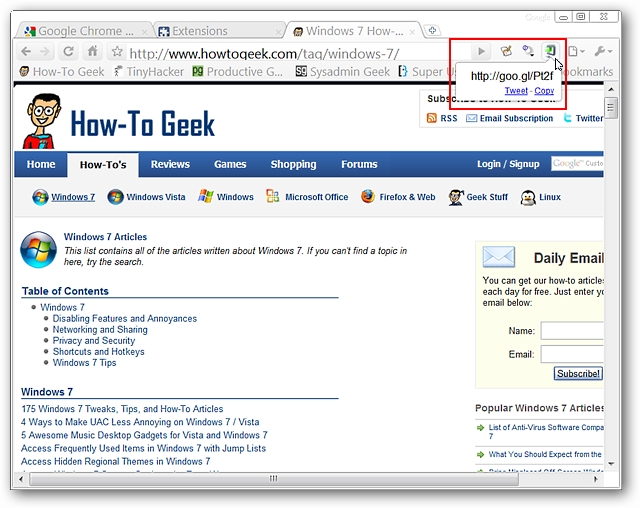 Google
Google Chrome ...
Extensions
Windows 7 How-...
http://www.howtogeek.com/tag/windows-7/
How-To Geek
TinyHacker
Productive G...
Sysadmin Geek
Super U
okmarks
http://goo.gl/Pt2f
Tweet - Copy
How-To Geek
RSS
Email Subscription
Twitter
Home
How-To's
Reviews
Games
Shopping
Forums
Login / Signup
Google™ Custo
Windows 7
Windows Vista
Windows
Microsoft Office
Firefox & Web
Geek Stuff
Linux
Windows 7 Articles
This list contains all of the articles written about Windows 7. If you can't find a topic in
here, try the search.
Table of Contents
Windows 7
Disabling Features and Annoyances
Networking and Sharing
Privacy and Security
Shortcuts and Hotkeys
Windows 7 Tips
Windows 7
175 Windows 7 Tweaks, Tips, and How-To Articles
4 Ways to Make UAC Less Annoying on Windows 7 / Vista
5 Awesome Music Desktop Gadgets for Vista and Windows 7
Access Frequently Used Items in Windows 7 with Jump Lists
Access Hidden Regional Themes in Windows 7
Daily Email
You can get our how-to articles
each day for free. Just enter yo
email below:
Name:
Email:
Subscribe!
Popular Windows 7 Articles
List of Anti-Virus Software Compa
7
What You Should Expect from the